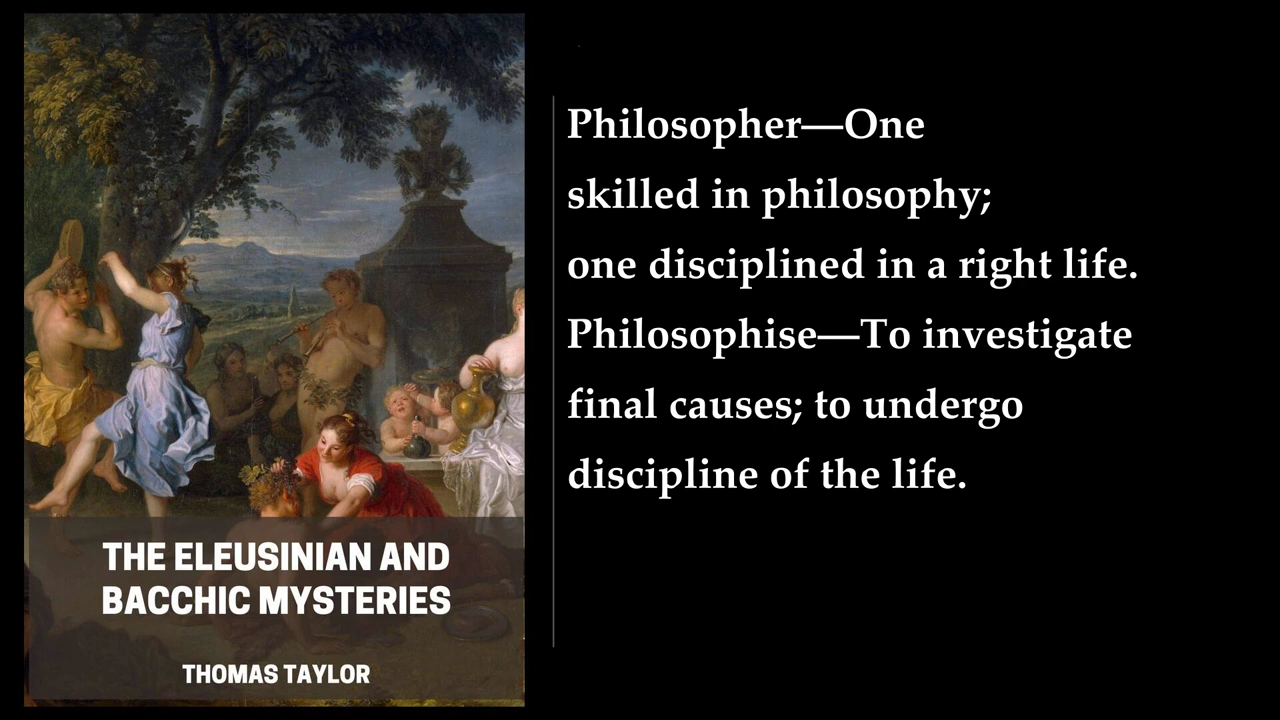 THE ELEUSINIAN AND
BACCHIC MYSTERIES
THOMAS TAYLOR
Philosopher—One
skilled in philosophy;
one disciplined in a right life.
Philosophise—To investigate
final causes; to undergo
discipline of the life.